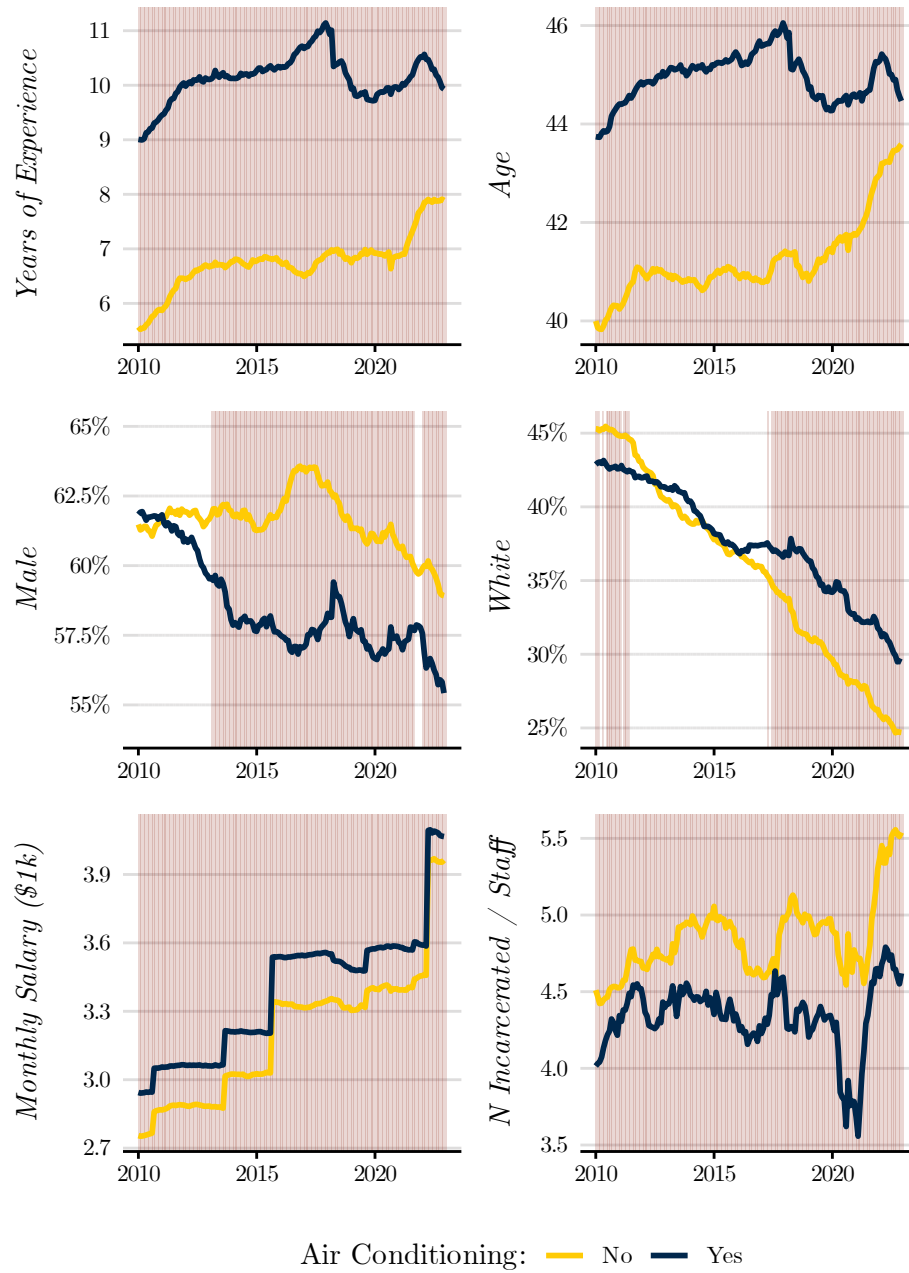 Years of Experience
11
10
9
8
7
6
2010 2015 2020
Age
46
44
42
40
2010 2015 2020
Male
65%
62.5%
60%
57.5%
55%
2010 2015 2020
White
45%
40%
35%
30%
25%
2010 2015 2020
Monthly Salary ($1k)
3.9
3.6
3.3
3.0
2.7
2010 2015 2020
N Incarcerated / Staff
5.5
5.0
4.5
4.0
3.5
2010 2015 2020
Air Conditioning: No Yes